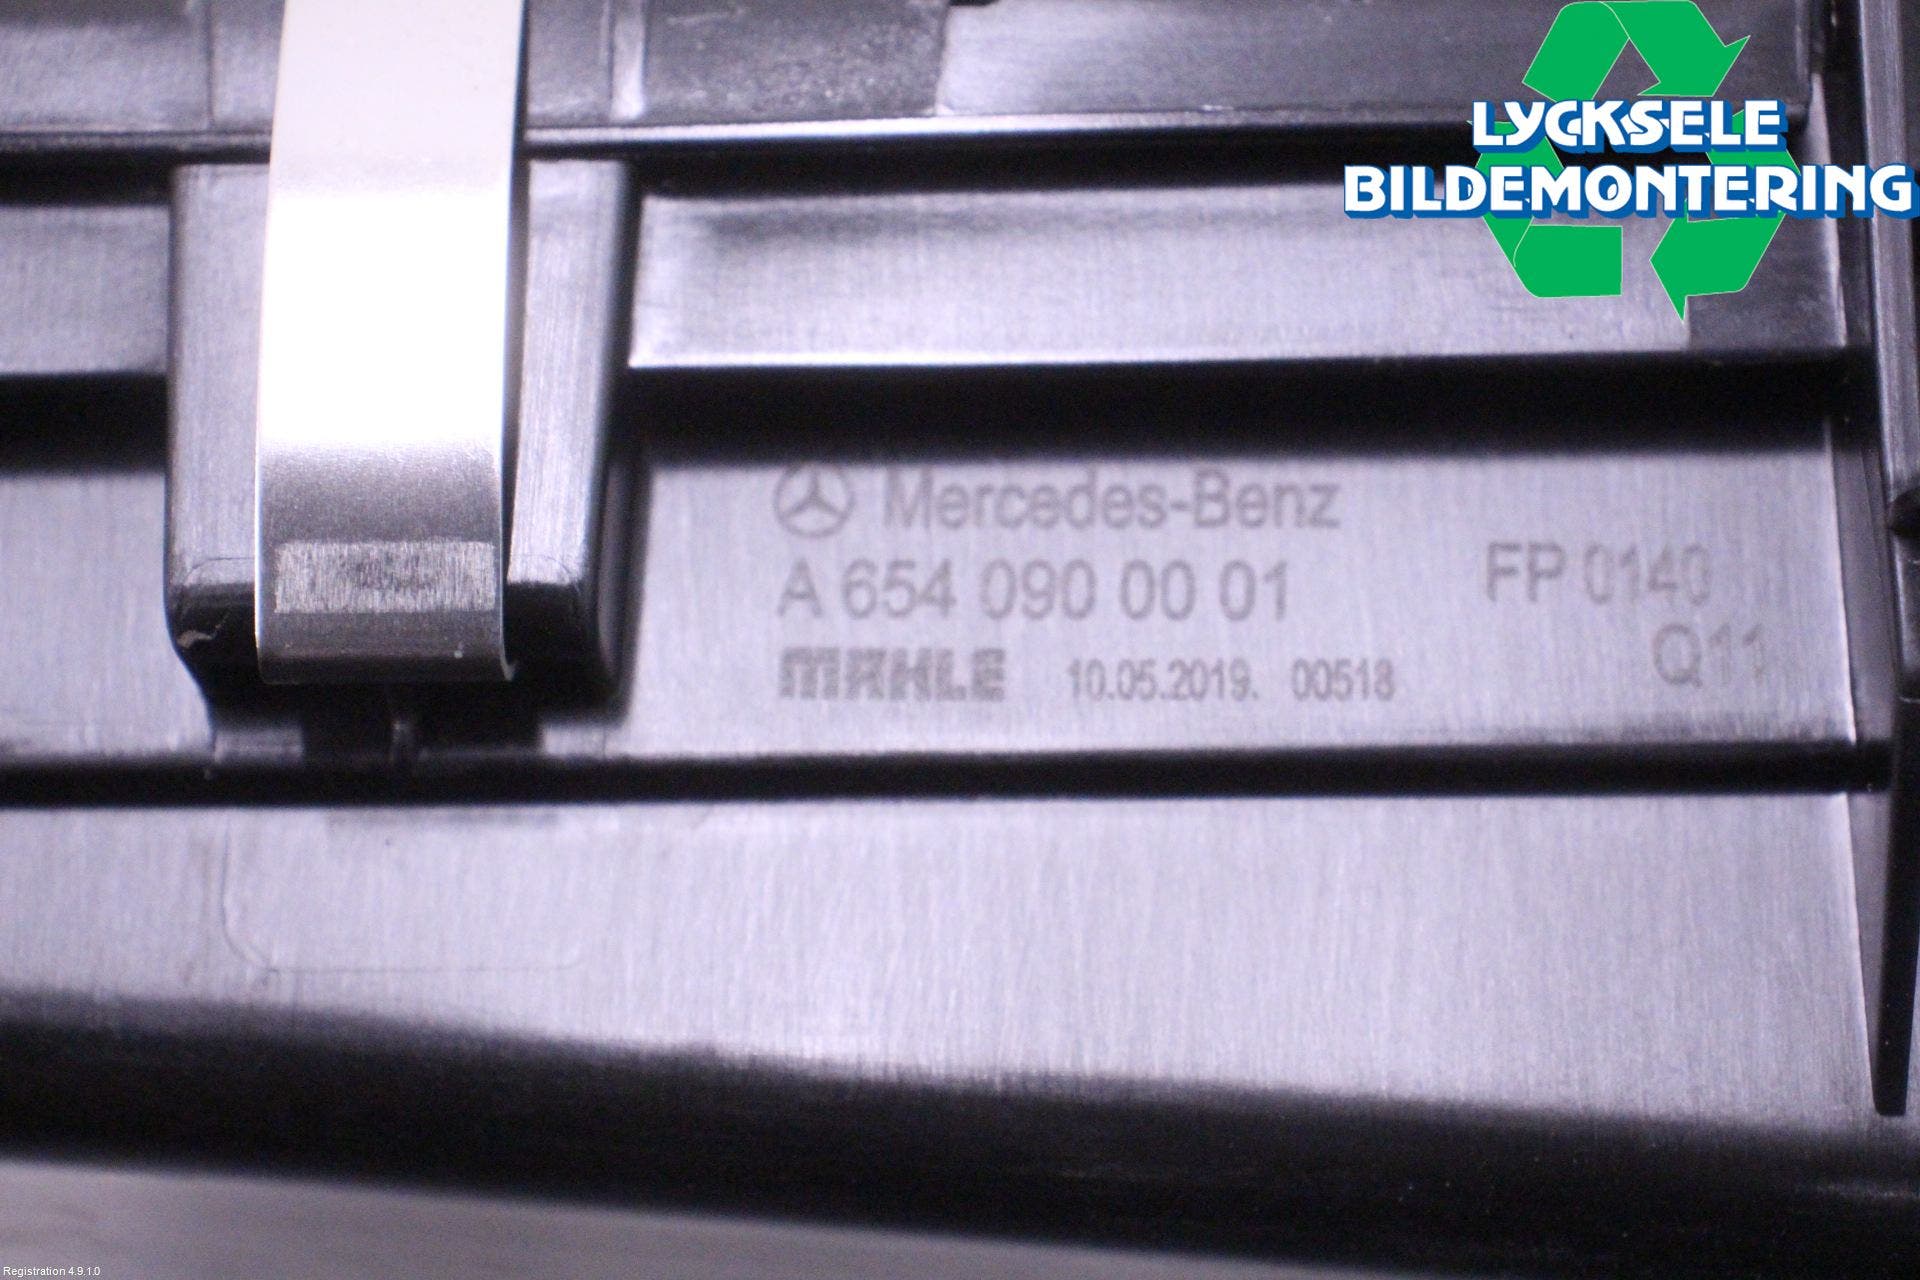 LYCKSELE
BILDEMONTERING
Mercedes-Benz
A 654 090 00 01
FP 0140
Q11
MAHLE 10.05.2019. 00518
Registration 4.9.1.0